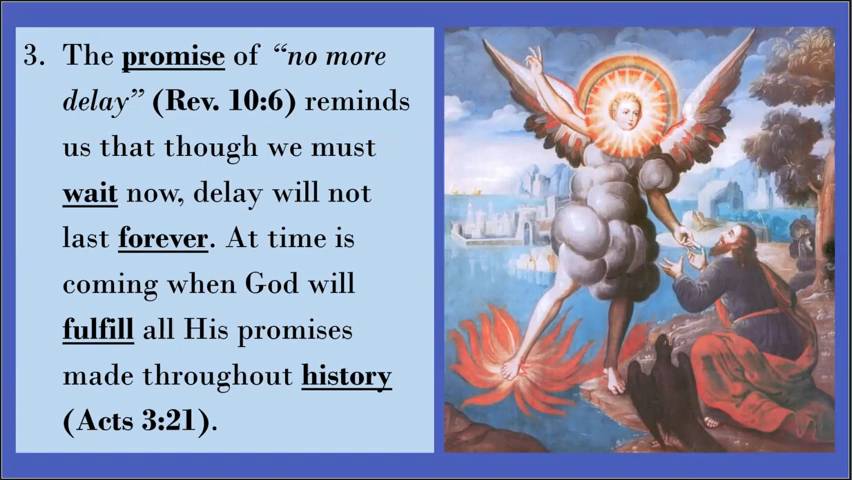 3. The promise of “no more
delay” (Rev. 10:6) reminds
us that though we must
wait now, delay will not
last forever. At time is
coming when God will
fulfill all His promises
made throughout history
(Acts 3:21).